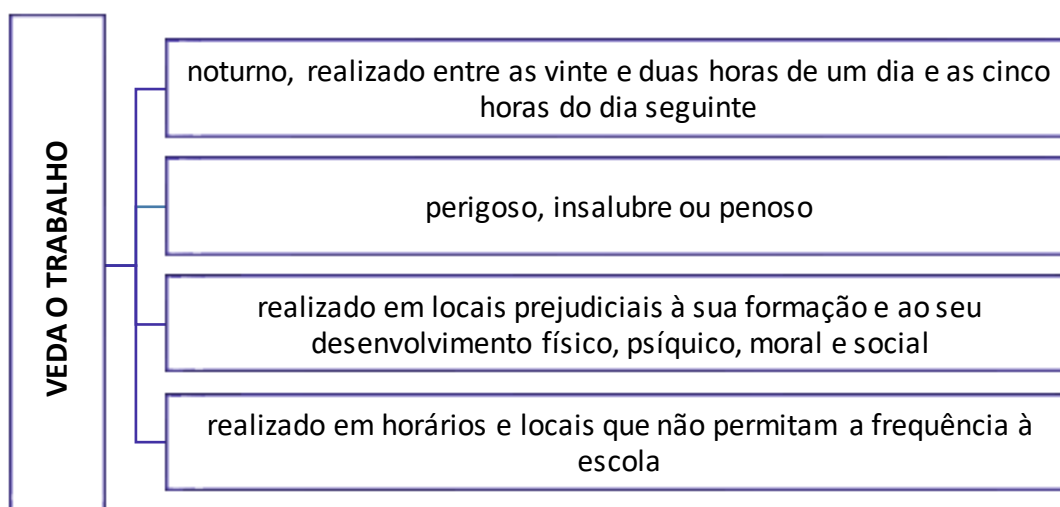 VEDA O TRABALHO
noturno, realizado entre as vinte e duas horas de um dia e as cinco
horas do dia seguinte
perigoso, insalubre ou penoso
realizado em locais prejudiciais à sua formação e ao seu
desenvolvimento físico, psíquico, moral e social
realizado em horários e locais que não permitam a frequência à
escola